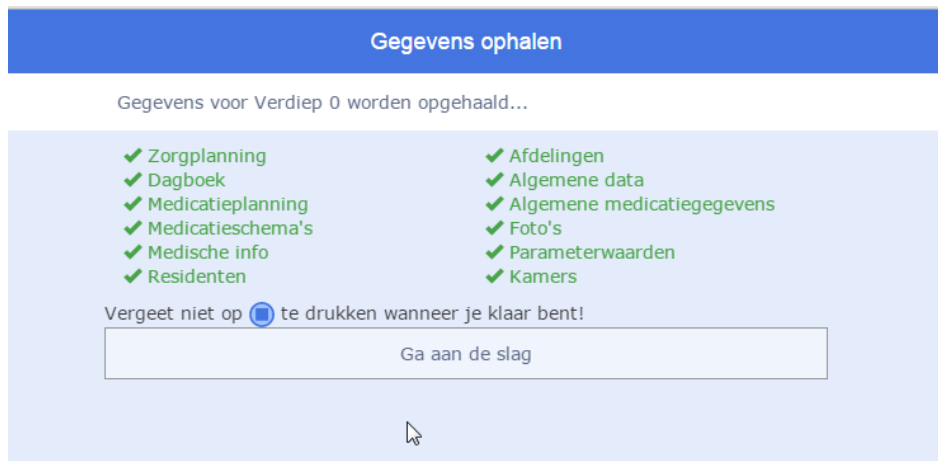 Gegevens ophalen
Gegevens voor Verdiep 0 worden opgehaald...
Zorgplanning
Dagboek
Medicatieplanning
Medicatieschema's
Medische info
Residenten
Afdelingen
Algemene data
Algemene medicatiegegevens
Foto's
Parameterwaarden
Kamers
Vergeet niet op te drukken wanneer je klaar bent!
Ga aan de slag